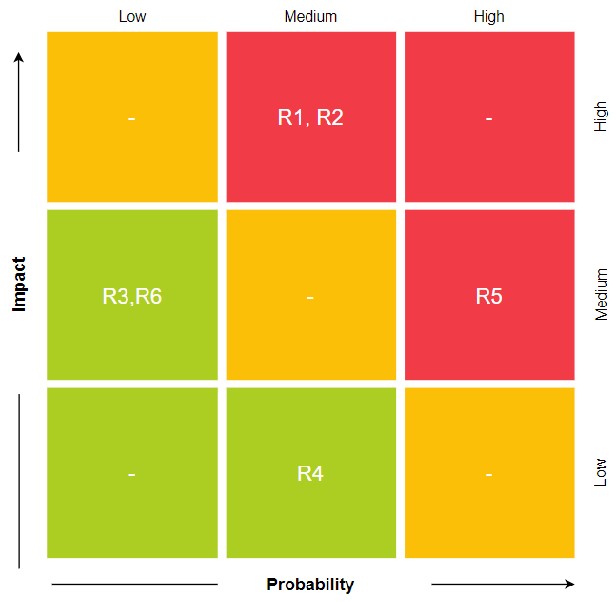 Low Medium High
- R1, R2 - High
Impact
R3,R6 - R5 Medium
- R4 - Low
Probability